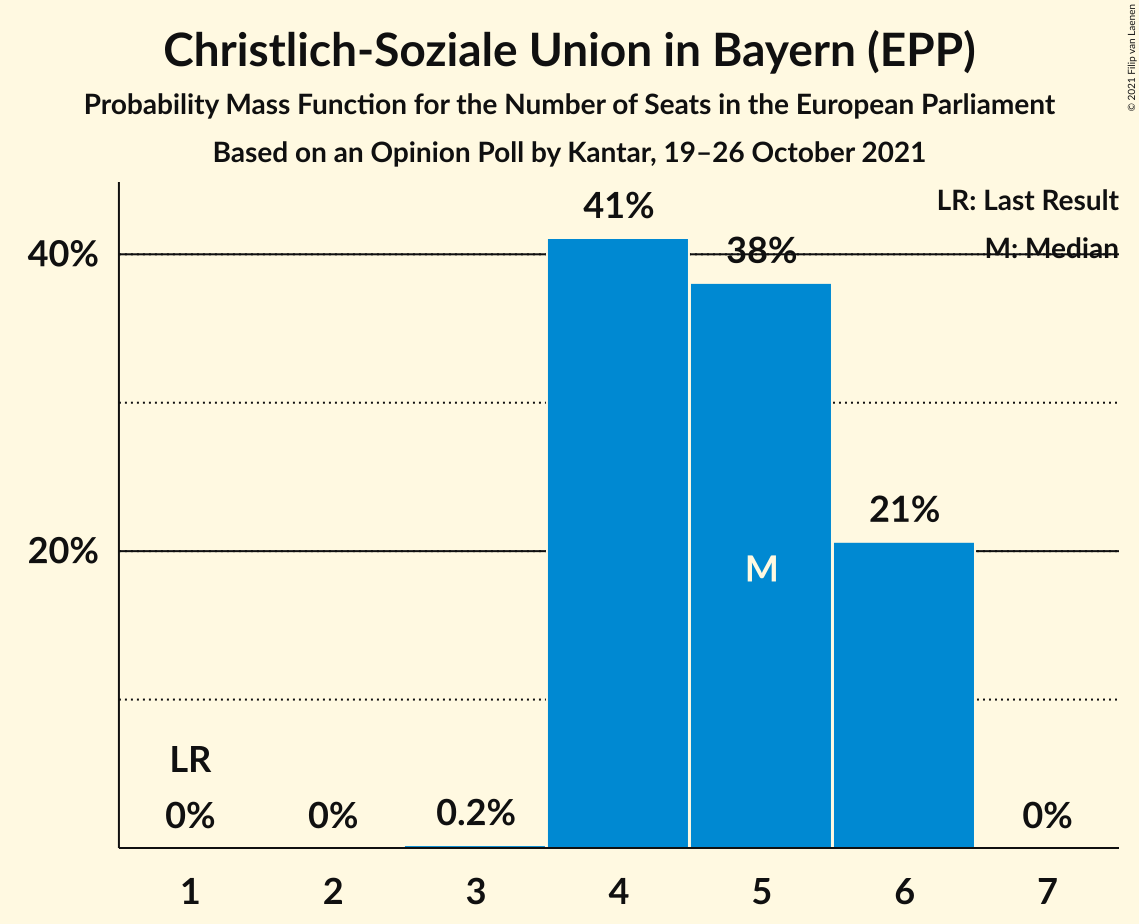 Christlich-Soziale Union in Bayern (EPP)
Probability Mass Function for the Number of Seats in the European Parliament
Based on an Opinion Poll by Kantar, 19–26 October 2021
© 2021 Filip van Laenen
LR: Last Result
M: Median
41%
38%
40%
21%
20%
M
LR
0%
0%
0.2%
0%
1
2
3
4
5
6
7